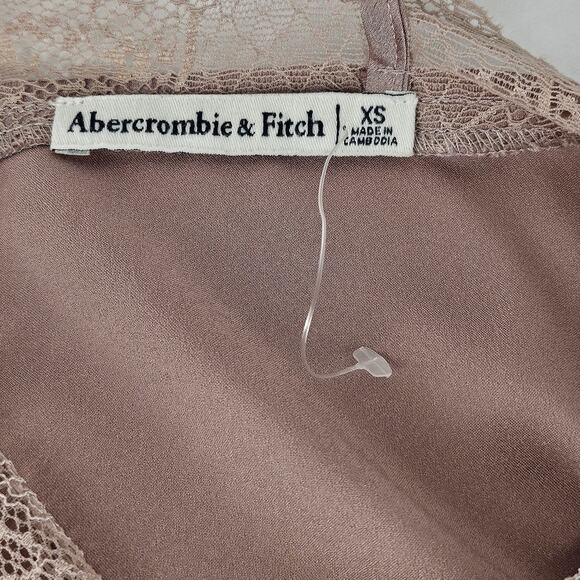 Abercrombie & Fitch
XS
MADE IN
CAMBODIA